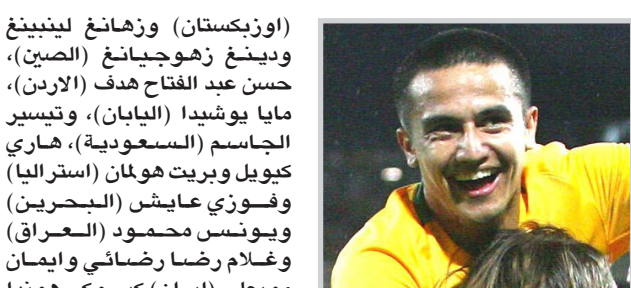 (اوزبكستان) وزهانغ لينبينغ
ودينغ زهوجيانغ (الصين)،
حسن عبد الفتاح هدف (الاردن)،
مايا يوشيدا (اليابان)، وتيسير
الجاسم (السعودية)، هاري
كيويل وبريت هولمان (استراليا)
وفوزي عايش (البحرين)
ويونس محمود (العراق)
وغلام رضا رضائي وايمان